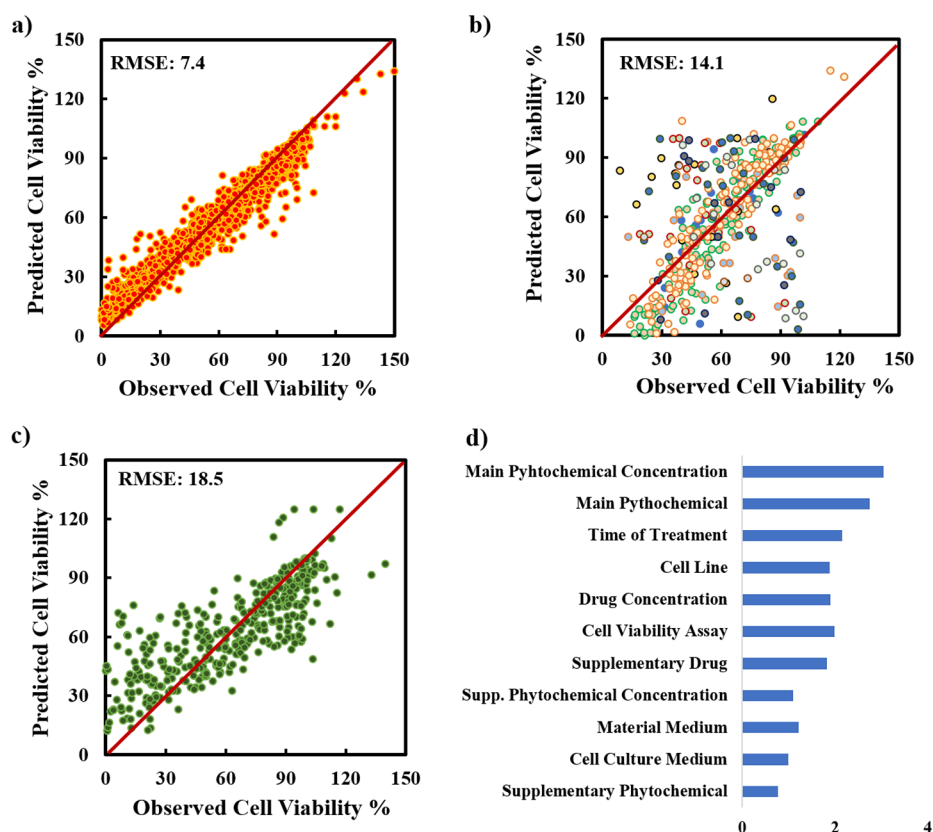 a)
150
120
90
60
30
0
RMSE: 7.4
Predicted Cell Viability %
0 30 60 90 120 150
Observed Cell Viability %
b)
150
120
90
60
30
0
RMSE: 14.1
Predicted Cell Viability %
0 30 60 90 120 150
Observed Cell Viability %
c)
150
120
90
60
30
0
RMSE: 18.5
Predicted Cell Viability %
0 30 60 90 120 150
Observed Cell Viability %
d)
Main Pyhtochemical Concentration
Main Pythochemical
Time of Treatment
Cell Line
Drug Concentration
Cell Viability Assay
Supplementary Drug
Supp. Phytochemical Concentration
Material Medium
Cell Culture Medium
Supplementary Phytochemical
0 2 4